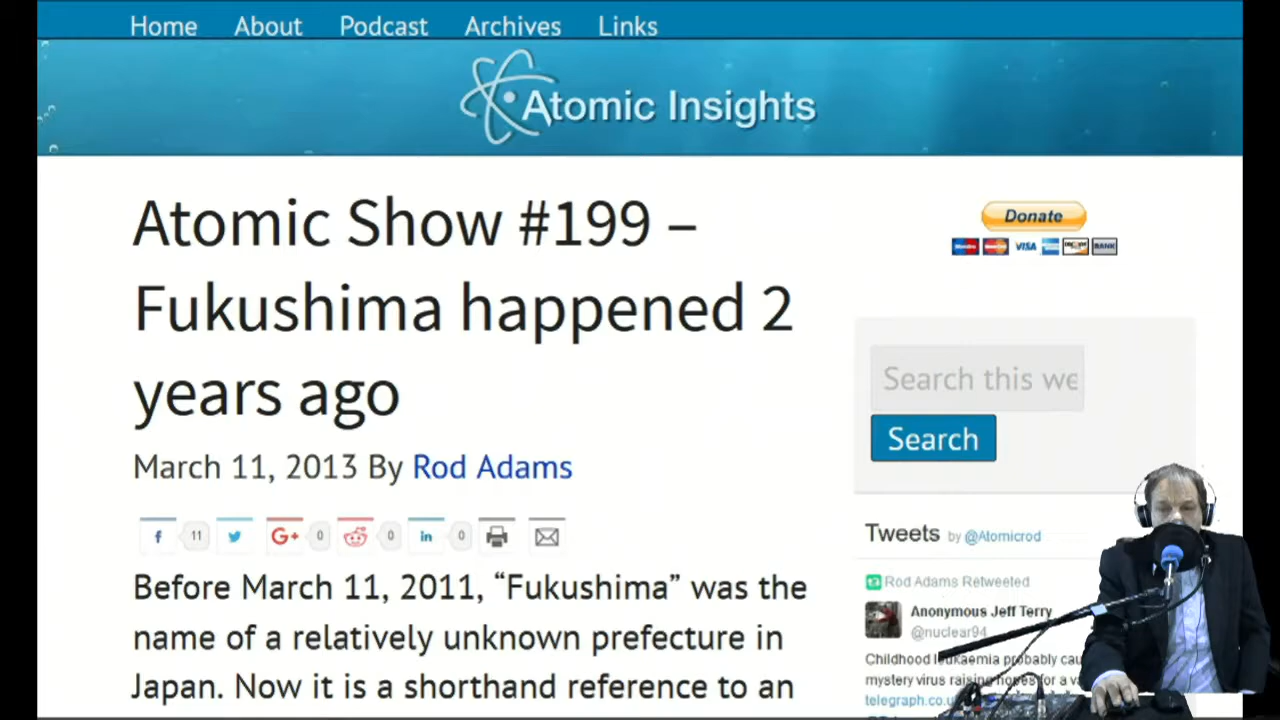 Home About Podcast Archives Links
Atomic Insights
Atomic Show #199 –
Fukushima happened 2
years ago
March 11, 2013 By Rod Adams
f 11 G+ 0 0 in 0
Before March 11, 2011, “Fukushima” was the
name of a relatively unknown prefecture in
Japan. Now it is a shorthand reference to an
Donate
VISA BANK
Search this we
Search
Tweets by @Atomicrod
Rod Adams Retweeted
Anonymous Jeff Terry
@nuclear94
Childhood leukaemia probably cau
mystery virus raising hopes for a va
telegraph.co.u